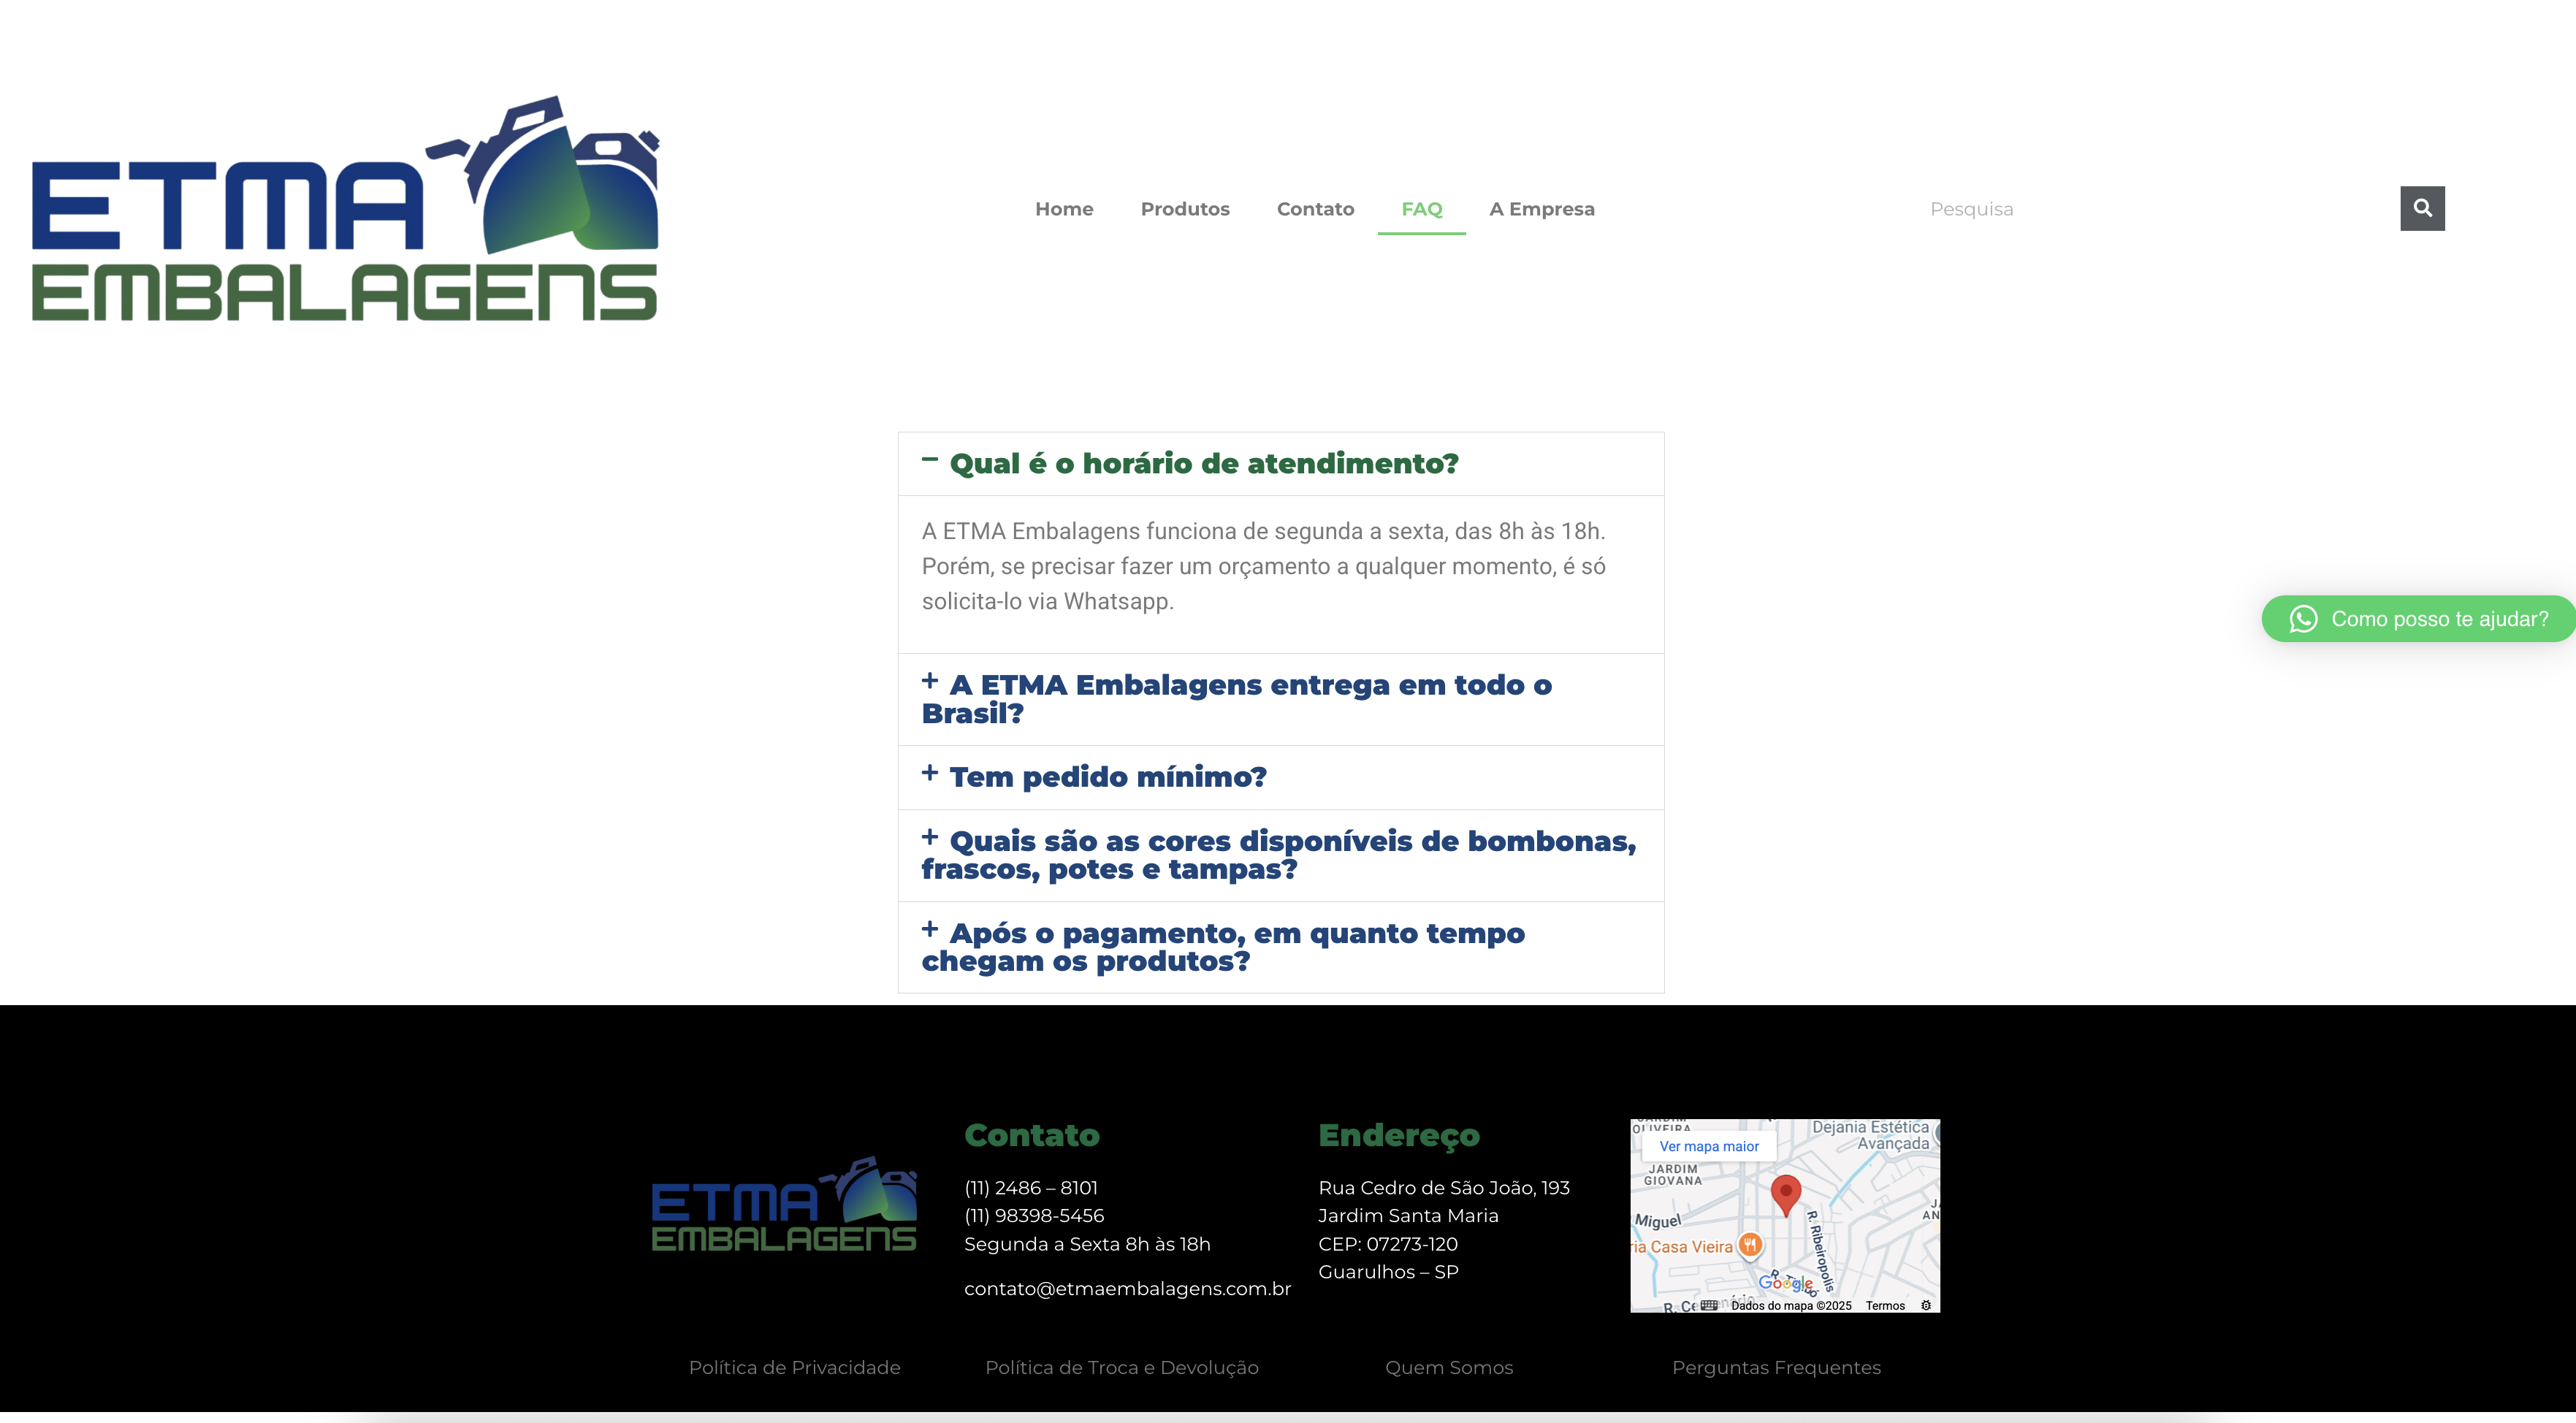 ETMA
EMBALAGENS
Home
Produtos
Contato
FAQ
A Empresa
Pesquisa
Qual é o horário de atendimento?
A ETMA Embalagens funciona de segunda a sexta, das 8h às 18h.
Porém, se precisar fazer um orçamento a qualquer momento, é só
solicita-lo via Whatsapp.
Como posso te ajudar?
A ETMA Embalagens entrega em todo o
Brasil?
Tem pedido mínimo?
Quais são as cores disponíveis de bombonas,
frascos, potes e tampas?
Após o pagamento, em quanto tempo
chegam os produtos?
ETMA
EMBALAGENS
Contato
(11) 2486 – 8101
(11) 98398-5456
Segunda a Sexta 8h às 18h
contato@etmaembalagens.com.br
Endereço
Rua Cedro de São João, 193
Jardim Santa Maria
CEP: 07273-120
Guarulhos – SP
Ver mapa maior
Dejania Estética
Avançada
JARDIM
GIOVANA
Miguel
Casa Vieira
R. Ribeiropolis
Google
Dados do mapa ©2025
Termos
Política de Privacidade
Política de Troca e Devolução
Quem Somos
Perguntas Frequentes